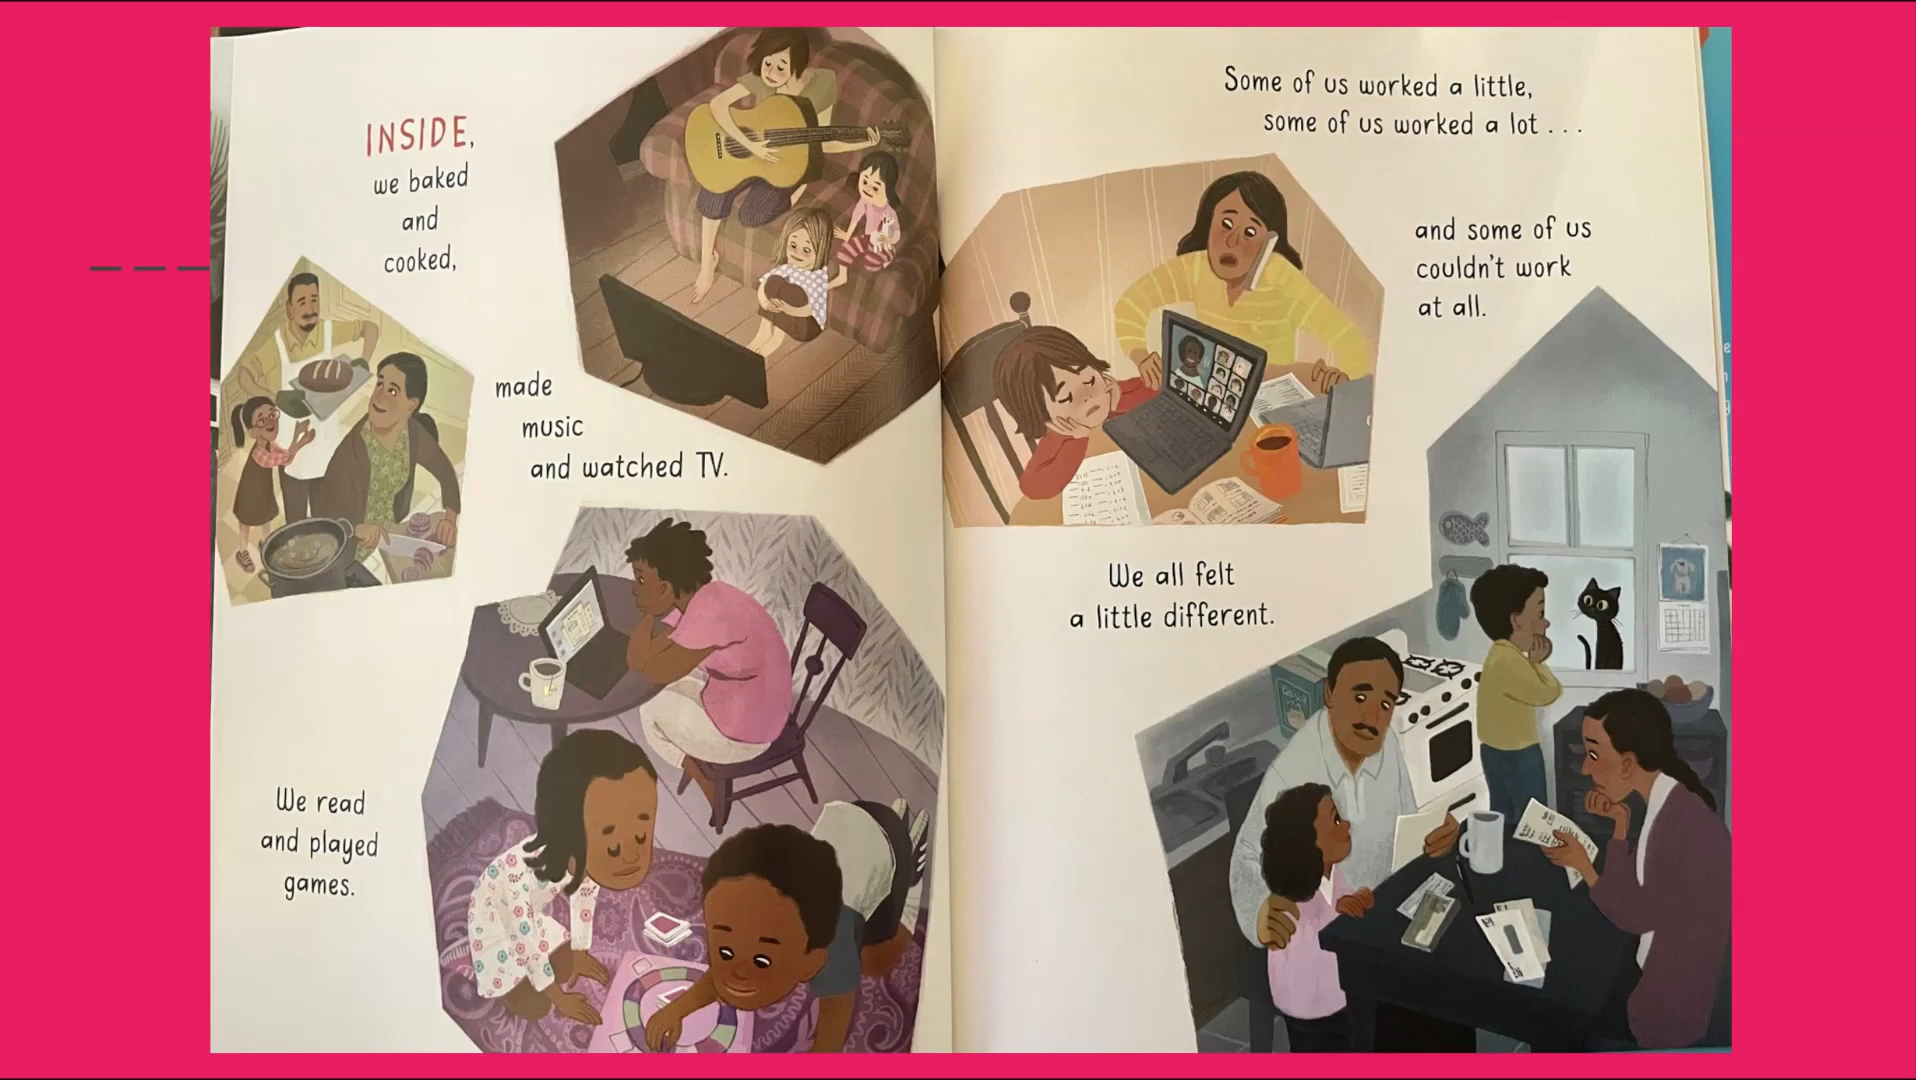 INSIDE,
we baked
and
cooked,
made
music
and watched TV.
We read
and played
games.
Some of us worked a little,
some of us worked a lot . . .
and some of us
couldn't work
at all.
We all felt
a little different.